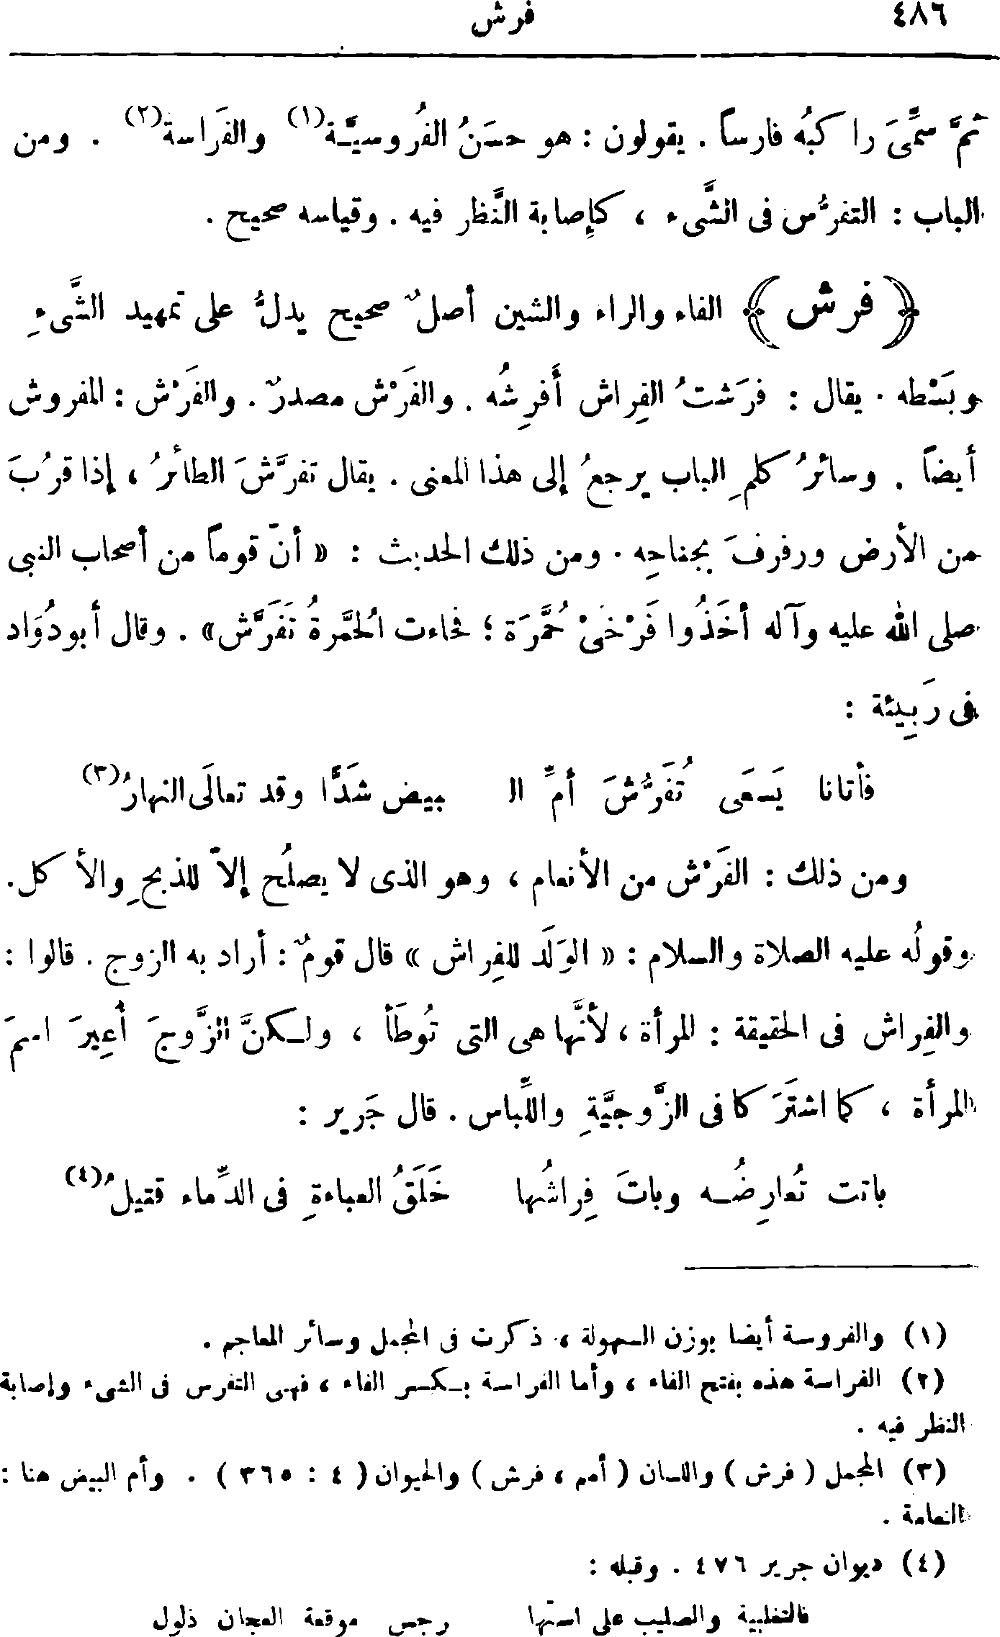 ٤٨٦ فرش
ثمَّ سمِّىَ راكبُه فارساً . يقولون : هو حسَنُ الفُروسيَّة(١) والفَراسة(٢) . ومن
الباب : التفرُّس فى الشَّىء ، كإصابة النَّظر فيه . وقياسه صحيح .
﴿ فرش ﴾ الفاء والراء والشين أصلٌ صحيح يدلُّ على تمهيد الشَّىءِ
وبَسْطه . يقال : فرَشتُ الفِراش أَفرِشُه . والفَرْش مصدرٌ . والفَرْش : المفروش
أيضاً . وسائرُ كلمِ الباب يرجعُ إلى هذا المعنى . يقال تفرَّشَ الطائرُ ، إذا قرُبَ
من الأرض ورفرفَ بجناحِه . ومن ذلك الحديث : « أنّ قوماً من أصحاب النبى
صلى الله عليه وآله أخَذُوا فَرْخَىْ حُمَّرَة ؛ فجاءت الحُمَّرةُ تَفَرَّش » . وقال أبودُوَاد
فى رَبِيئة :
فأتانا يَسعَى تُفَرُّشَ أمِّ الـ بيض شَدًّا وقد تعالَى النهارُ(٣)
ومن ذلك : الفَرْش من الأنعام ، وهو الذى لا يصلُح إلاّ للذبحِ والأكل .
وقولُه عليه الصلاة والسلام : « الوَلَد للفِراش » قال قومٌ : أراد به الزوج . قالوا :
والفِراش فى الحقيقة : المرأة ، لأنَّها هى التى تُوطَأ ، ولـكنَّ الزَّوجَ أُعِيرَ اسمَ
المرأة ، كما اشتَرَكا فى الزَّوجيَّةِ واللِّباس . قال جَرير :
باتت تُعارِضُـه وباتَ فِراشُها خَلَقُ العباءةِ فى الدِّماء قتيلُ(٤)
(١) والفروسة أيضا بوزن السهولة ، ذكرت فى المجمل وسائر المعاجم .
(٢) الفراسة هذه بفتح الفاء ، وأما الفراسة بـكسر الفاء ، فهى التفرس فى الشىء وإصابة
النظر فيه .
(٣) المجمل ( فرش ) واللسان ( أمم ، فرش ) والحيوان ( ٤ : ٣٦٥ ) . وأم البيض هنا :
النعامة .
(٤) ديوان جرير ٤٧٦ . وقبله :
فالتغلبية والصليب على استها رجس موقعة العجان ذلول